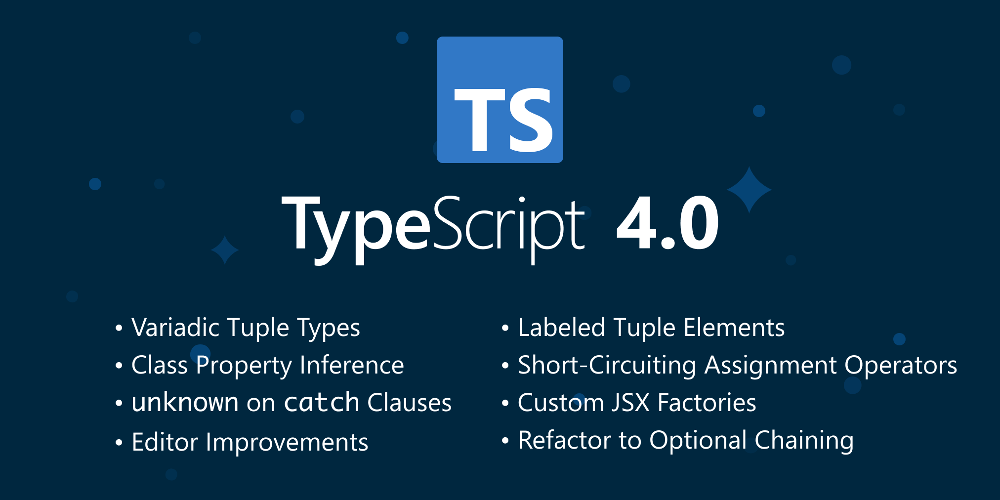 TS
TypeScript 4.0
• Variadic Tuple Types
• Class Property Inference
• unknown on catch Clauses
• Editor Improvements
• Labeled Tuple Elements
• Short-Circuiting Assignment Operators
• Custom JSX Factories
• Refactor to Optional Chaining